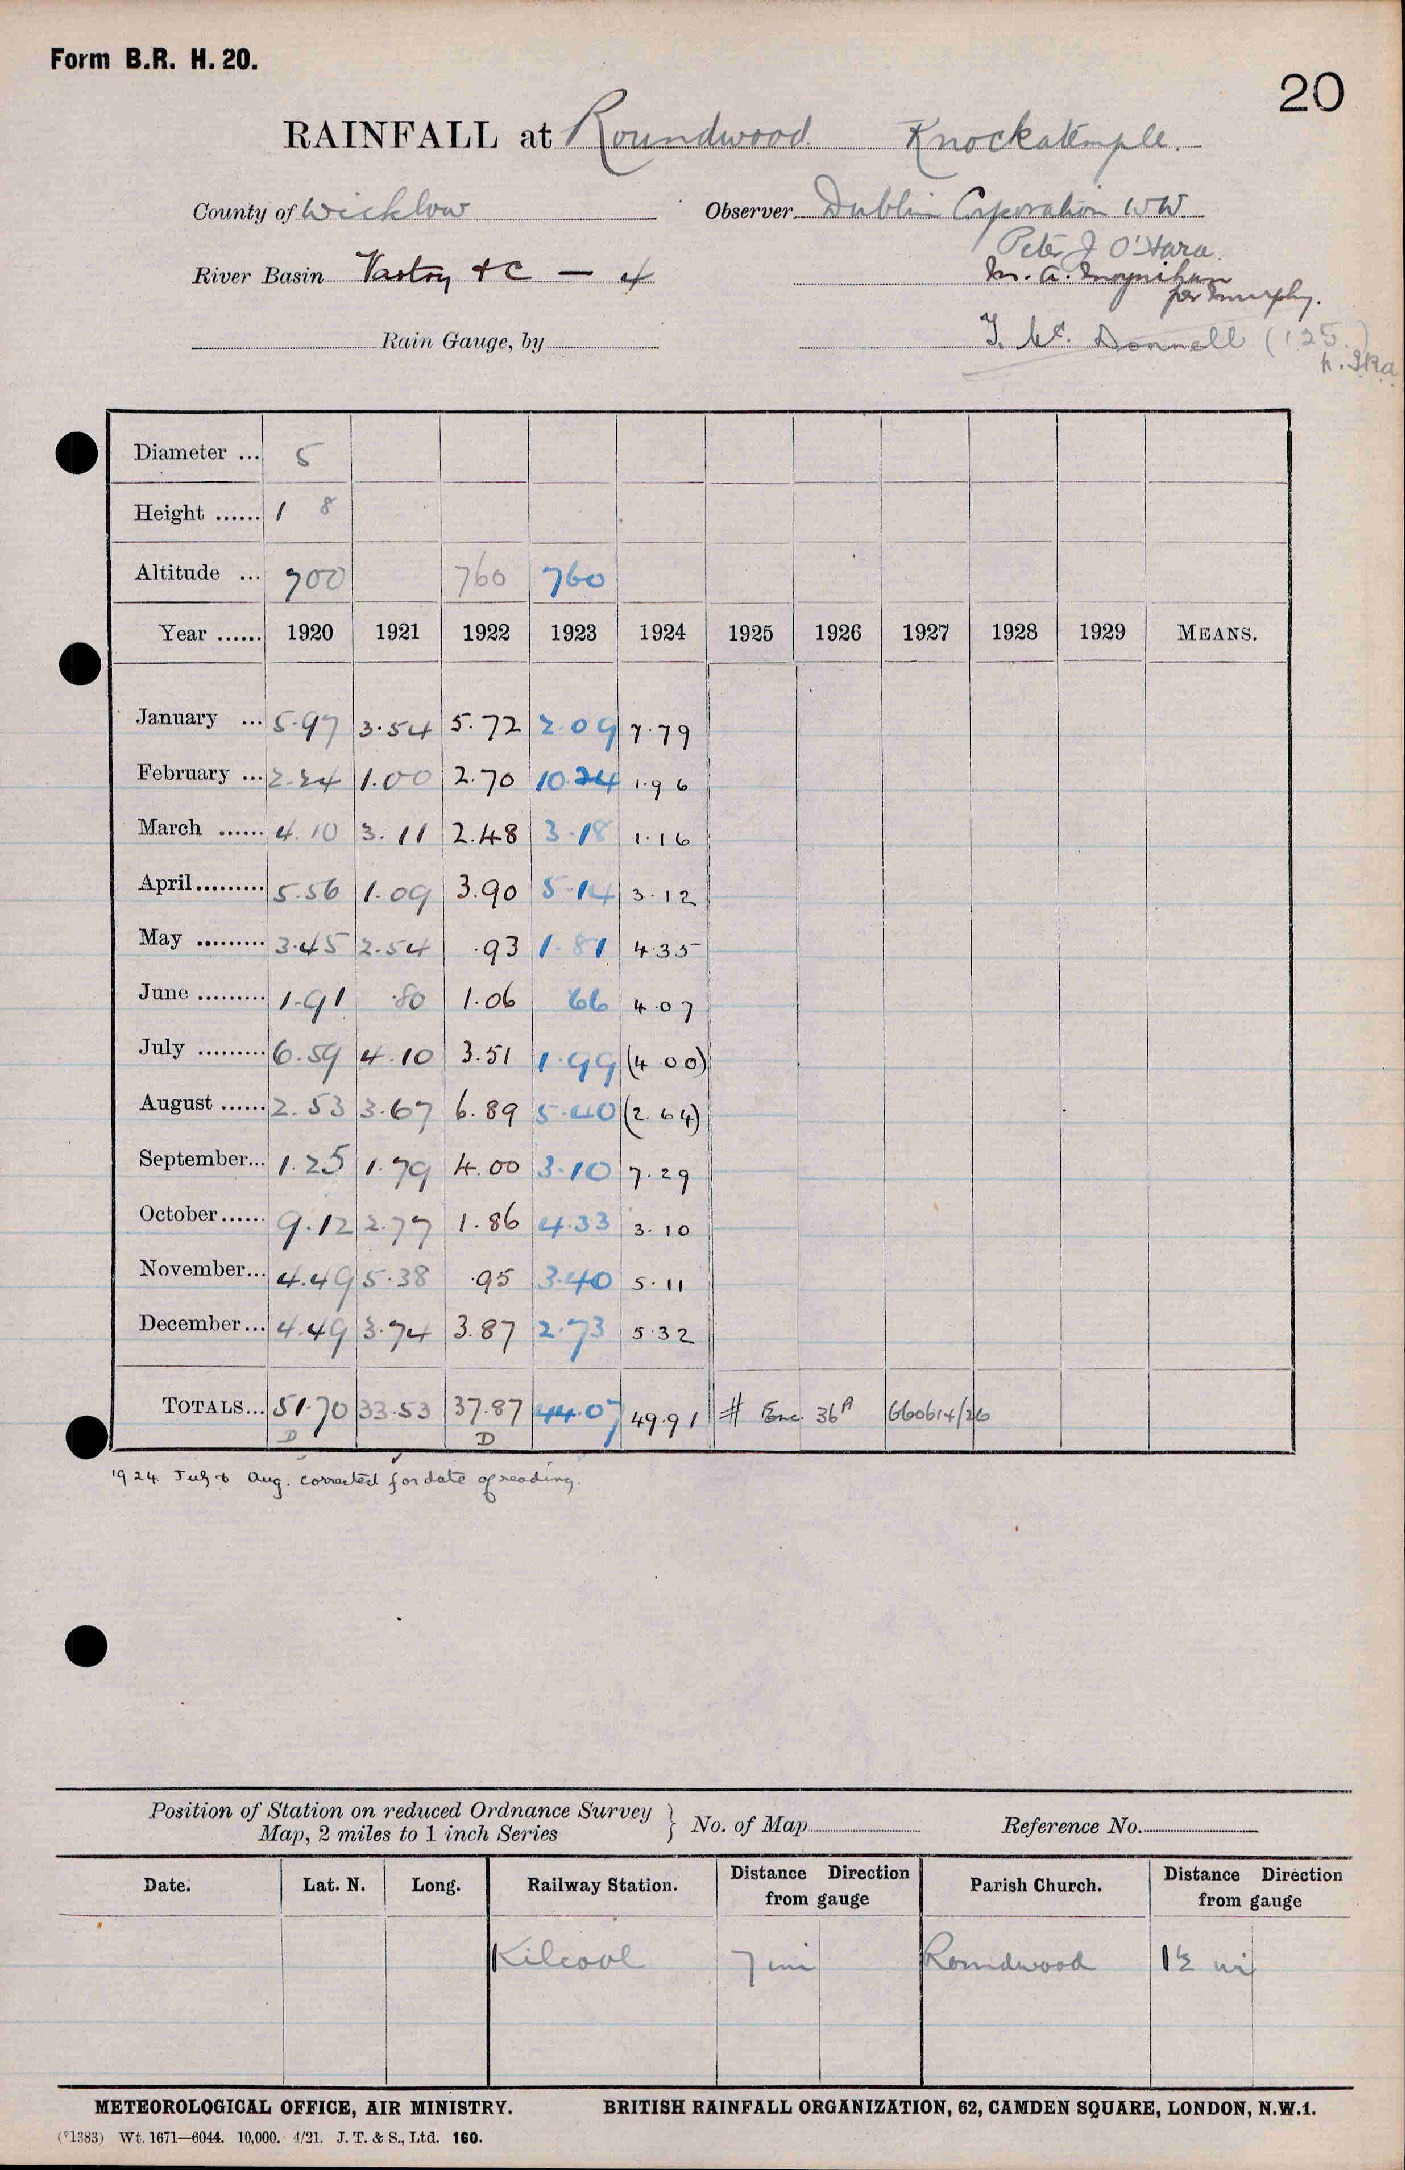 Form B.R. H. 20.
20
RAINFALL at Roundwood Knockatemple.
County of Wicklow Observer Dublin Corporation WW
Peter J O'Hara.
River Basin Vartry + C — 4 M. A. Moynihan
per Murphy.
Rain Gauge, by T. Mc. Donnell (125.)
Diameter ... 5
Height ...... 1 8
Altitude ... 700 760 760
Year ...... 1920 1921 1922 1923 1924 1925 1926 1927 1928 1929 MEANS.
January ... 5.97 3.54 5.72 2.09 7.79
February ... 2.24 1.00 2.70 10.24 1.96
March ...... 4.10 3.11 2.48 3.18 1.16
April......... 5.56 1.09 3.90 5.14 3.12
May ......... 3.45 2.54 .93 1.81 4.35
June ......... 1.91 .80 1.06 66 4.07
July ......... 6.59 4.10 3.51 1.99 (4.00)
August ...... 2.53 3.67 6.89 5.40 (2.64)
September... 1.25 1.79 4.00 3.10 7.29
October...... 9.12 2.77 1.86 4.33 3.10
November... 4.49 5.38 .95 3.40 5.11
December... 4.49 3.74 3.87 2.73 5.32
TOTALS... 51.70 33.53 37.87 44.07 49.91 # Enc. 36A 660614/26
D D
1924 July & Aug. corrected for date of reading.
Position of Station on reduced Ordnance Survey
Map, 2 miles to 1 inch Series } No. of Map Reference No.
Date. Lat. N. Long. Railway Station. Distance Direction from gauge Parish Church. Distance Direction from gauge
Kilcool 7 mi Roundwood 1½ mi
METEOROLOGICAL OFFICE, AIR MINISTRY. BRITISH RAINFALL ORGANIZATION, 62, CAMDEN SQUARE, LONDON, N.W.1.
(*1383) Wt. 1671—6044. 10,000. 4/21. J. T. & S., Ltd. 160.